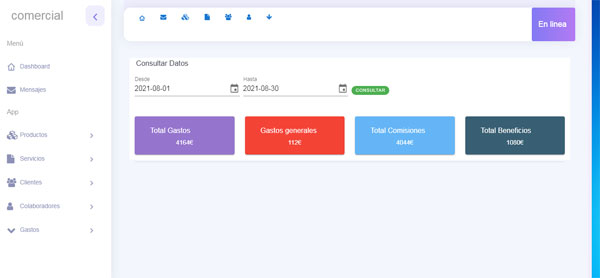 comercial
En linea
Menú
Dashboard
Mensajes
App
Productos
Servicios
Clientes
Colaboradores
Gastos
Consultar Datos
Desde
2021-08-01
Hasta
2021-08-30
CONSULTAR
Total Gastos
4164€
Gastos generales
112€
Total Comisiones
4044€
Total Beneficios
1080€